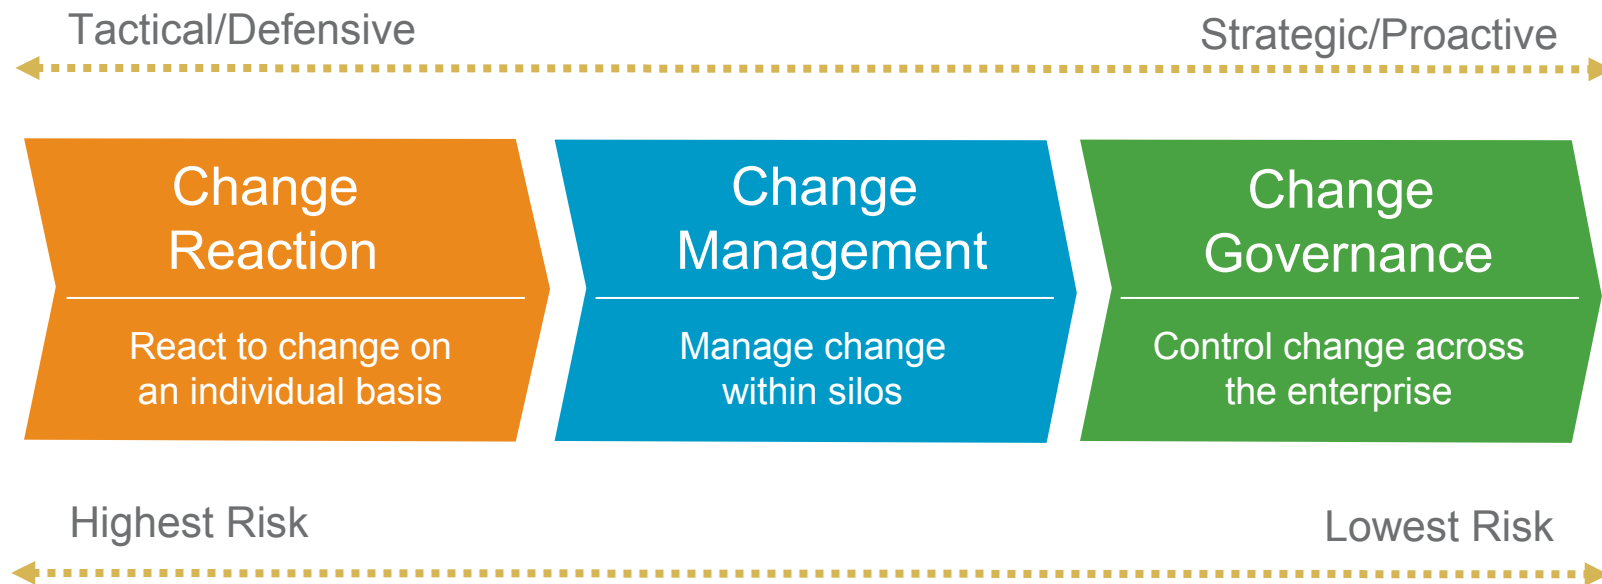 Tactical/Defensive
Strategic/Proactive
Change
Reaction
React to change on
an individual basis
Change
Management
Manage change
within silos
Change
Governance
Control change across
the enterprise
Highest Risk
Lowest Risk